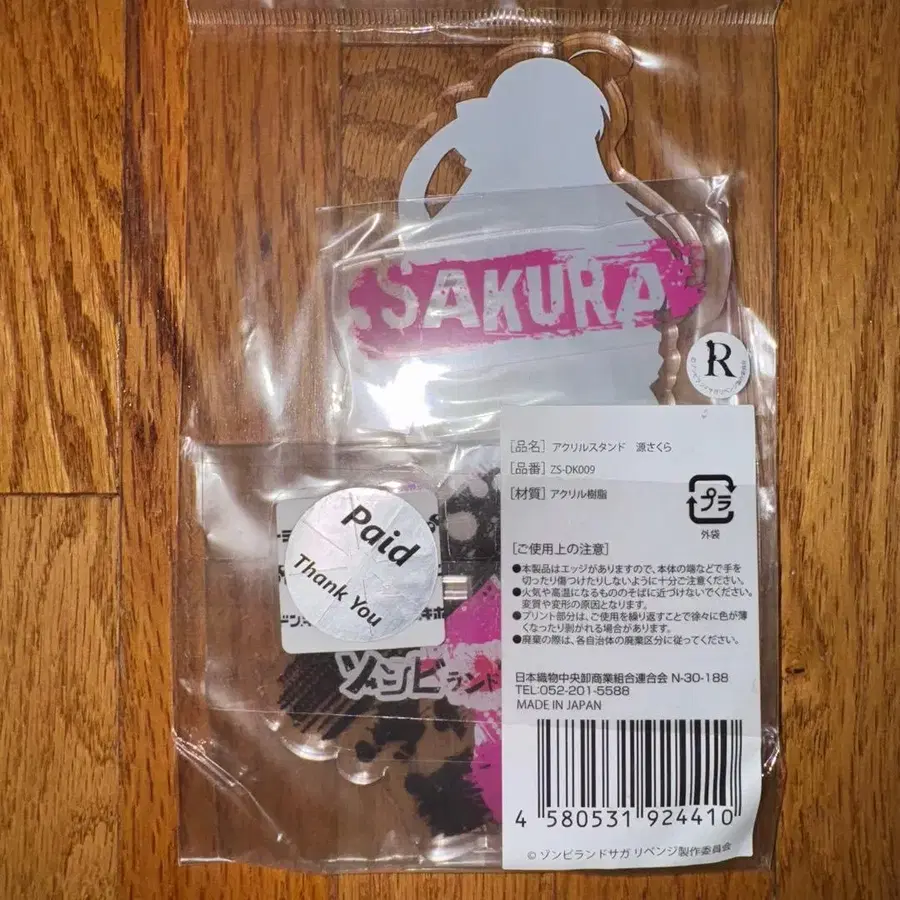 SAKURA
R
[品名] アクリルスタンド 源さくら
[品番] ZS-DK009
[材質] アクリル樹脂
プラ
外袋
[ご使用上の注意]
●本製品はエッジがありますので、本体の端などで手を
切ったり傷つけたりしないように十分ご注意ください。
●火気や高温になるもののそばに近づけないでください。
変質や変形の原因となります。
●プリント部分は、ご使用を繰り返すことで徐々に色が薄
くなったり剥がれる場合があります。
●廃棄の際は、各自治体の廃棄区分に従ってください。
日本織物中央卸商業組合連合会 N-30-188
TEL:052-201-5588
MADE IN JAPAN
4 580531 924410
© ゾンビランドサガ リベンジ製作委員会
Paid
Thank You
ゾンビランド